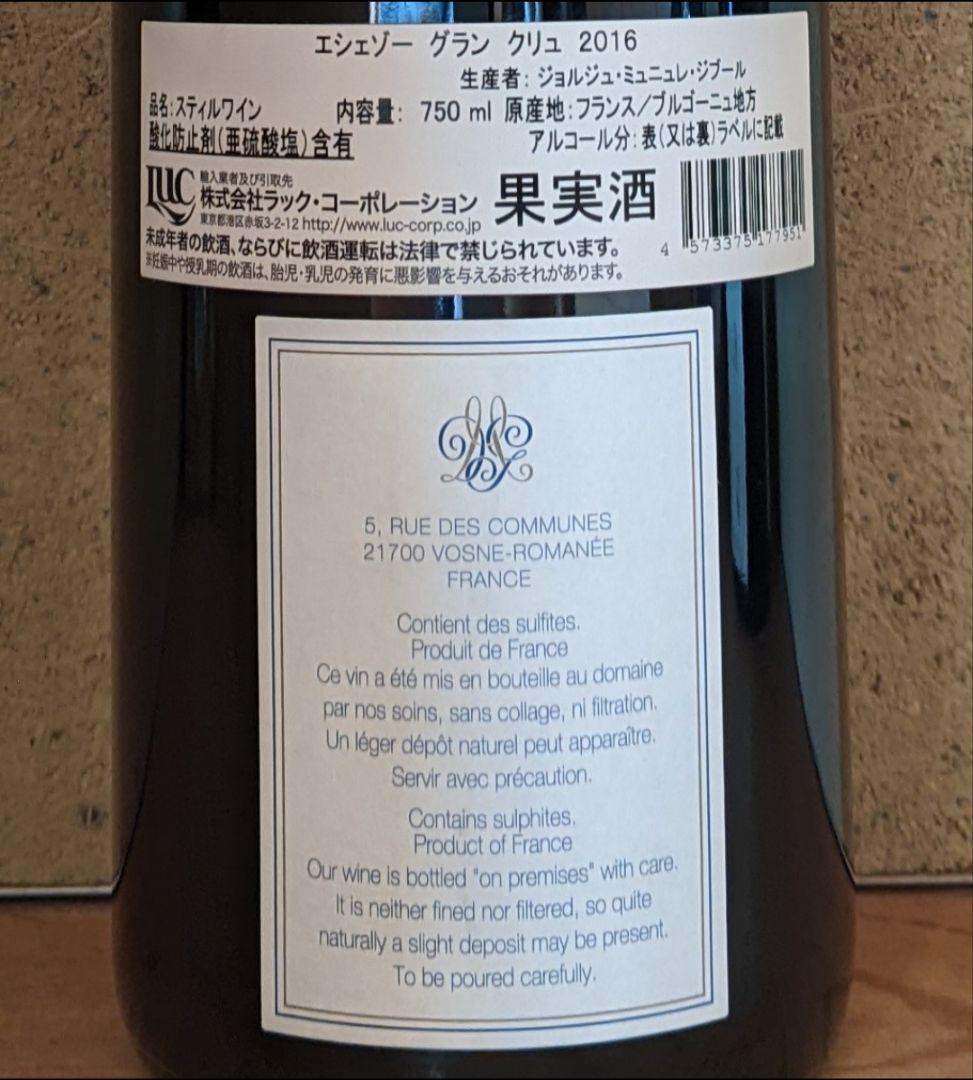 エシェゾー グラン クリュ 2016
生産者: ジョルジュ・ミュニュレ・ジブール
品名:スティルワイン 内容量: 750 ml 原産地:フランス/ブルゴーニュ地方
酸化防止剤(亜硫酸塩)含有 アルコール分:表(又は裏)ラベルに記載
LUC 輸入業者及び引取先
株式会社ラック・コーポレーション 果実酒
東京都港区赤坂3-2-12 http://www.luc-corp.co.jp
未成年者の飲酒、ならびに飲酒運転は法律で禁じられています。
※妊娠中や授乳期の飲酒は、胎児・乳児の発育に悪影響を与えるおそれがあります。
4 573375 177951
5, RUE DES COMMUNES
21700 VOSNE-ROMANÉE
FRANCE
Contient des sulfites.
Produit de France
Ce vin a été mis en bouteille au domaine
par nos soins, sans collage, ni filtration.
Un léger dépôt naturel peut apparaître.
Servir avec précaution.
Contains sulphites.
Product of France
Our wine is bottled "on premises" with care.
It is neither fined nor filtered, so quite
naturally a slight deposit may be present.
To be poured carefully.